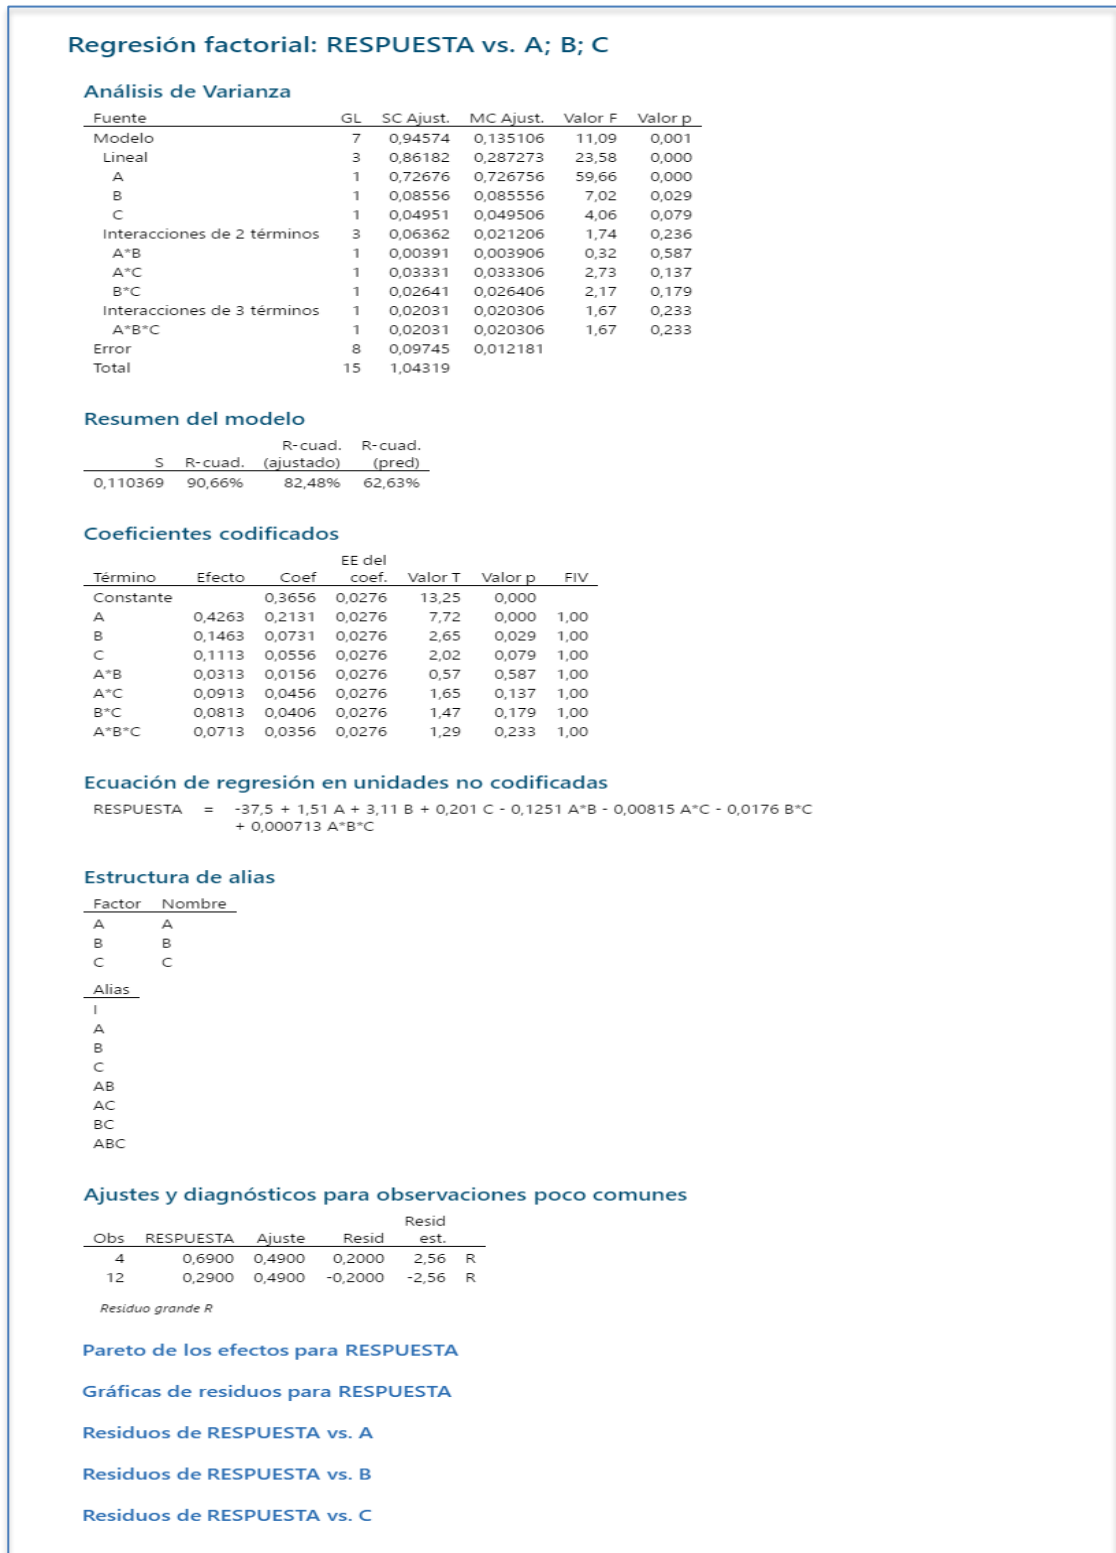 Regresión factorial: RESPUESTA vs. A; B; C
Análisis de Varianza
Fuente GL SC Ajust. MC Ajust. Valor F Valor p
Modelo 7 0,94574 0,135106 11,09 0,001
Lineal 3 0,86182 0,287273 23,58 0,000
A 1 0,72676 0,726756 59,66 0,000
B 1 0,08556 0,085556 7,02 0,029
C 1 0,04951 0,049506 4,06 0,079
Interacciones de 2 términos 3 0,06362 0,021206 1,74 0,236
A*B 1 0,00391 0,003906 0,32 0,587
A*C 1 0,03331 0,033306 2,73 0,137
B*C 1 0,02641 0,026406 2,17 0,179
Interacciones de 3 términos 1 0,02031 0,020306 1,67 0,233
A*B*C 1 0,02031 0,020306 1,67 0,233
Error 8 0,09745 0,012181
Total 15 1,04319
Resumen del modelo
R-cuad. R-cuad.
S R-cuad. (ajustado) (pred)
0,110369 90,66% 82,48% 62,63%
Coeficientes codificados
EE del
Término Efecto Coef coef. Valor T Valor p FIV
Constante 0,3656 0,0276 13,25 0,000
A 0,4263 0,2131 0,0276 7,72 0,000 1,00
B 0,1463 0,0731 0,0276 2,65 0,029 1,00
C 0,1113 0,0556 0,0276 2,02 0,079 1,00
A*B 0,0313 0,0156 0,0276 0,57 0,587 1,00
A*C 0,0913 0,0456 0,0276 1,65 0,137 1,00
B*C 0,0813 0,0406 0,0276 1,47 0,179 1,00
A*B*C 0,0713 0,0356 0,0276 1,29 0,233 1,00
Ecuación de regresión en unidades no codificadas
RESPUESTA = -37,5 + 1,51 A + 3,11 B + 0,201 C - 0,1251 A*B - 0,00815 A*C - 0,0176 B*C
+ 0,000713 A*B*C
Estructura de alias
Factor Nombre
A A
B B
C C
Alias
I
A
B
C
AB
AC
BC
ABC
Ajustes y diagnósticos para observaciones poco comunes
Resid
Obs RESPUESTA Ajuste Resid est.
4 0,6900 0,4900 0,2000 2,56 R
12 0,2900 0,4900 -0,2000 -2,56 R
Residuo grande R
Pareto de los efectos para RESPUESTA
Gráficas de residuos para RESPUESTA
Residuos de RESPUESTA vs. A
Residuos de RESPUESTA vs. B
Residuos de RESPUESTA vs. C